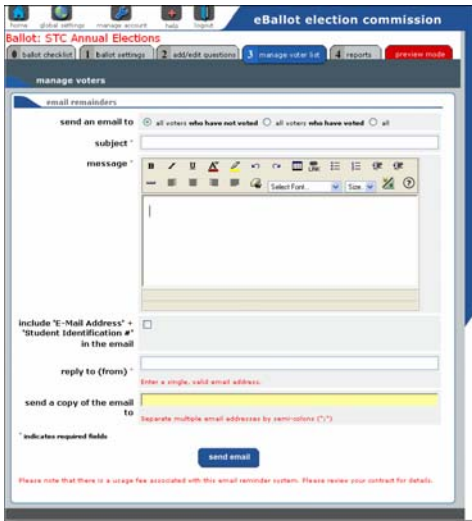 home global settings manage account help logout
eBallot election commission
Ballot: STC Annual Elections
0 ballot checklist 1 ballot settings 2 add/edit questions 3 manage voter list 4 reports preview mode
manage voters
email remainders
send an email to all voters who have not voted all voters who have voted all
subject *
message *
B I U A
LINK
Select Font... Size..
include "E-Mail Address" +
"Student Identification #"
in the email
reply to (from) *
Enter a single, valid email address.
send a copy of the email
to
Separate multiple email addresses by semi-colons (";")
* indicates required fields
send email
Please note that there is a usage fee associated with this email reminder system. Please review your contract for details.